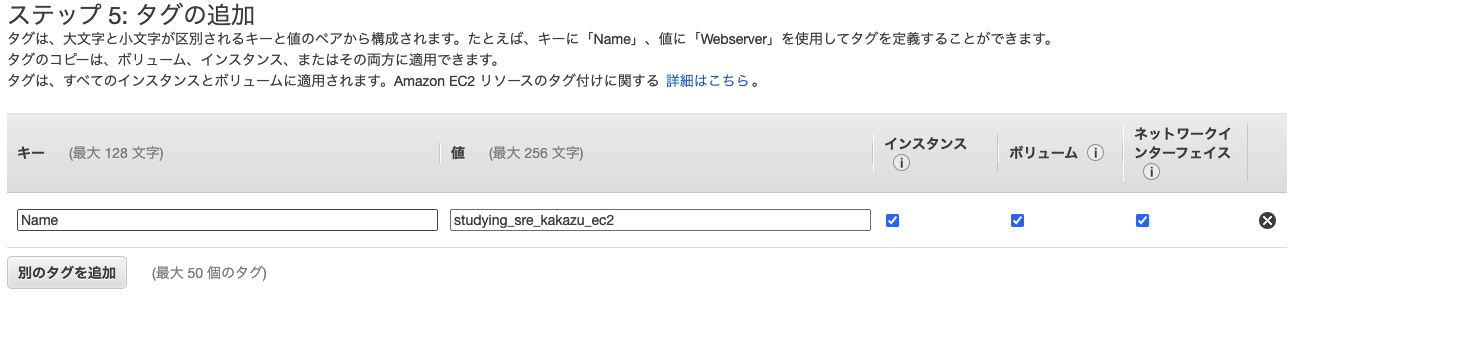 ステップ 5: タグの追加
タグは、大文字と小文字が区別されるキーと値のペアから構成されます。たとえば、キーに「Name」、値に「Webserver」を使用してタグを定義することができます。
タグのコピーは、ボリューム、インスタンス、またはその両方に適用できます。
タグは、すべてのインスタンスとボリュームに適用されます。Amazon EC2 リソースのタグ付けに関する 詳細はこちら 。
キー (最大 128 文字) 値 (最大 256 文字) インスタンス ボリューム ネットワークインターフェイス
Name studying_sre_kakazu_ec2
別のタグを追加 (最大 50 個のタグ)